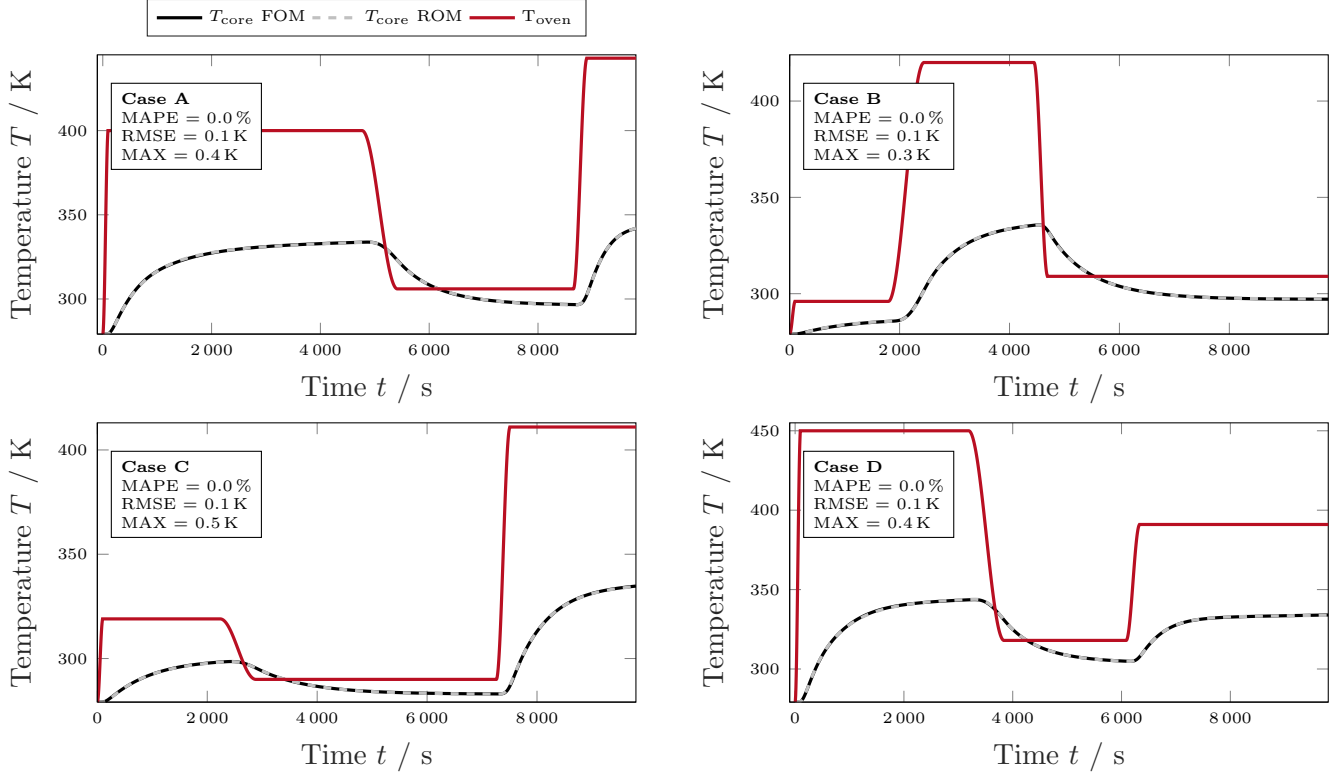 T_core FOM T_core ROM T_oven
Temperature T / K
400
350
300
0 2 000 4 000 6 000 8 000
Time t / s
Case A
MAPE = 0.0 %
RMSE = 0.1 K
MAX = 0.4 K
Temperature T / K
400
350
300
0 2 000 4 000 6 000 8 000
Time t / s
Case B
MAPE = 0.0 %
RMSE = 0.1 K
MAX = 0.3 K
Temperature T / K
400
350
300
0 2 000 4 000 6 000 8 000
Time t / s
Case C
MAPE = 0.0 %
RMSE = 0.1 K
MAX = 0.5 K
Temperature T / K
450
400
350
300
0 2 000 4 000 6 000 8 000
Time t / s
Case D
MAPE = 0.0 %
RMSE = 0.1 K
MAX = 0.4 K